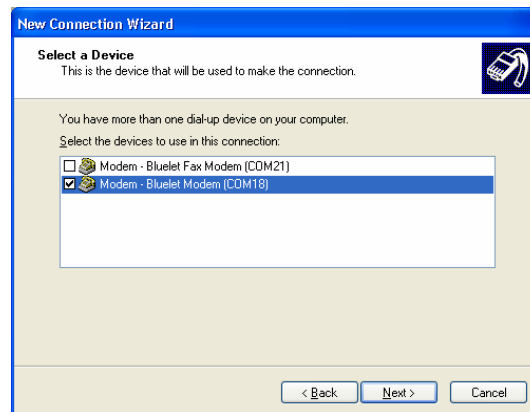 New Connection Wizard
Select a Device
This is the device that will be used to make the connection.
You have more than one dial-up device on your computer.
Select the devices to use in this connection:
Modem - Bluelet Fax Modem (COM21)
Modem - Bluelet Modem (COM18)
< Back Next > Cancel